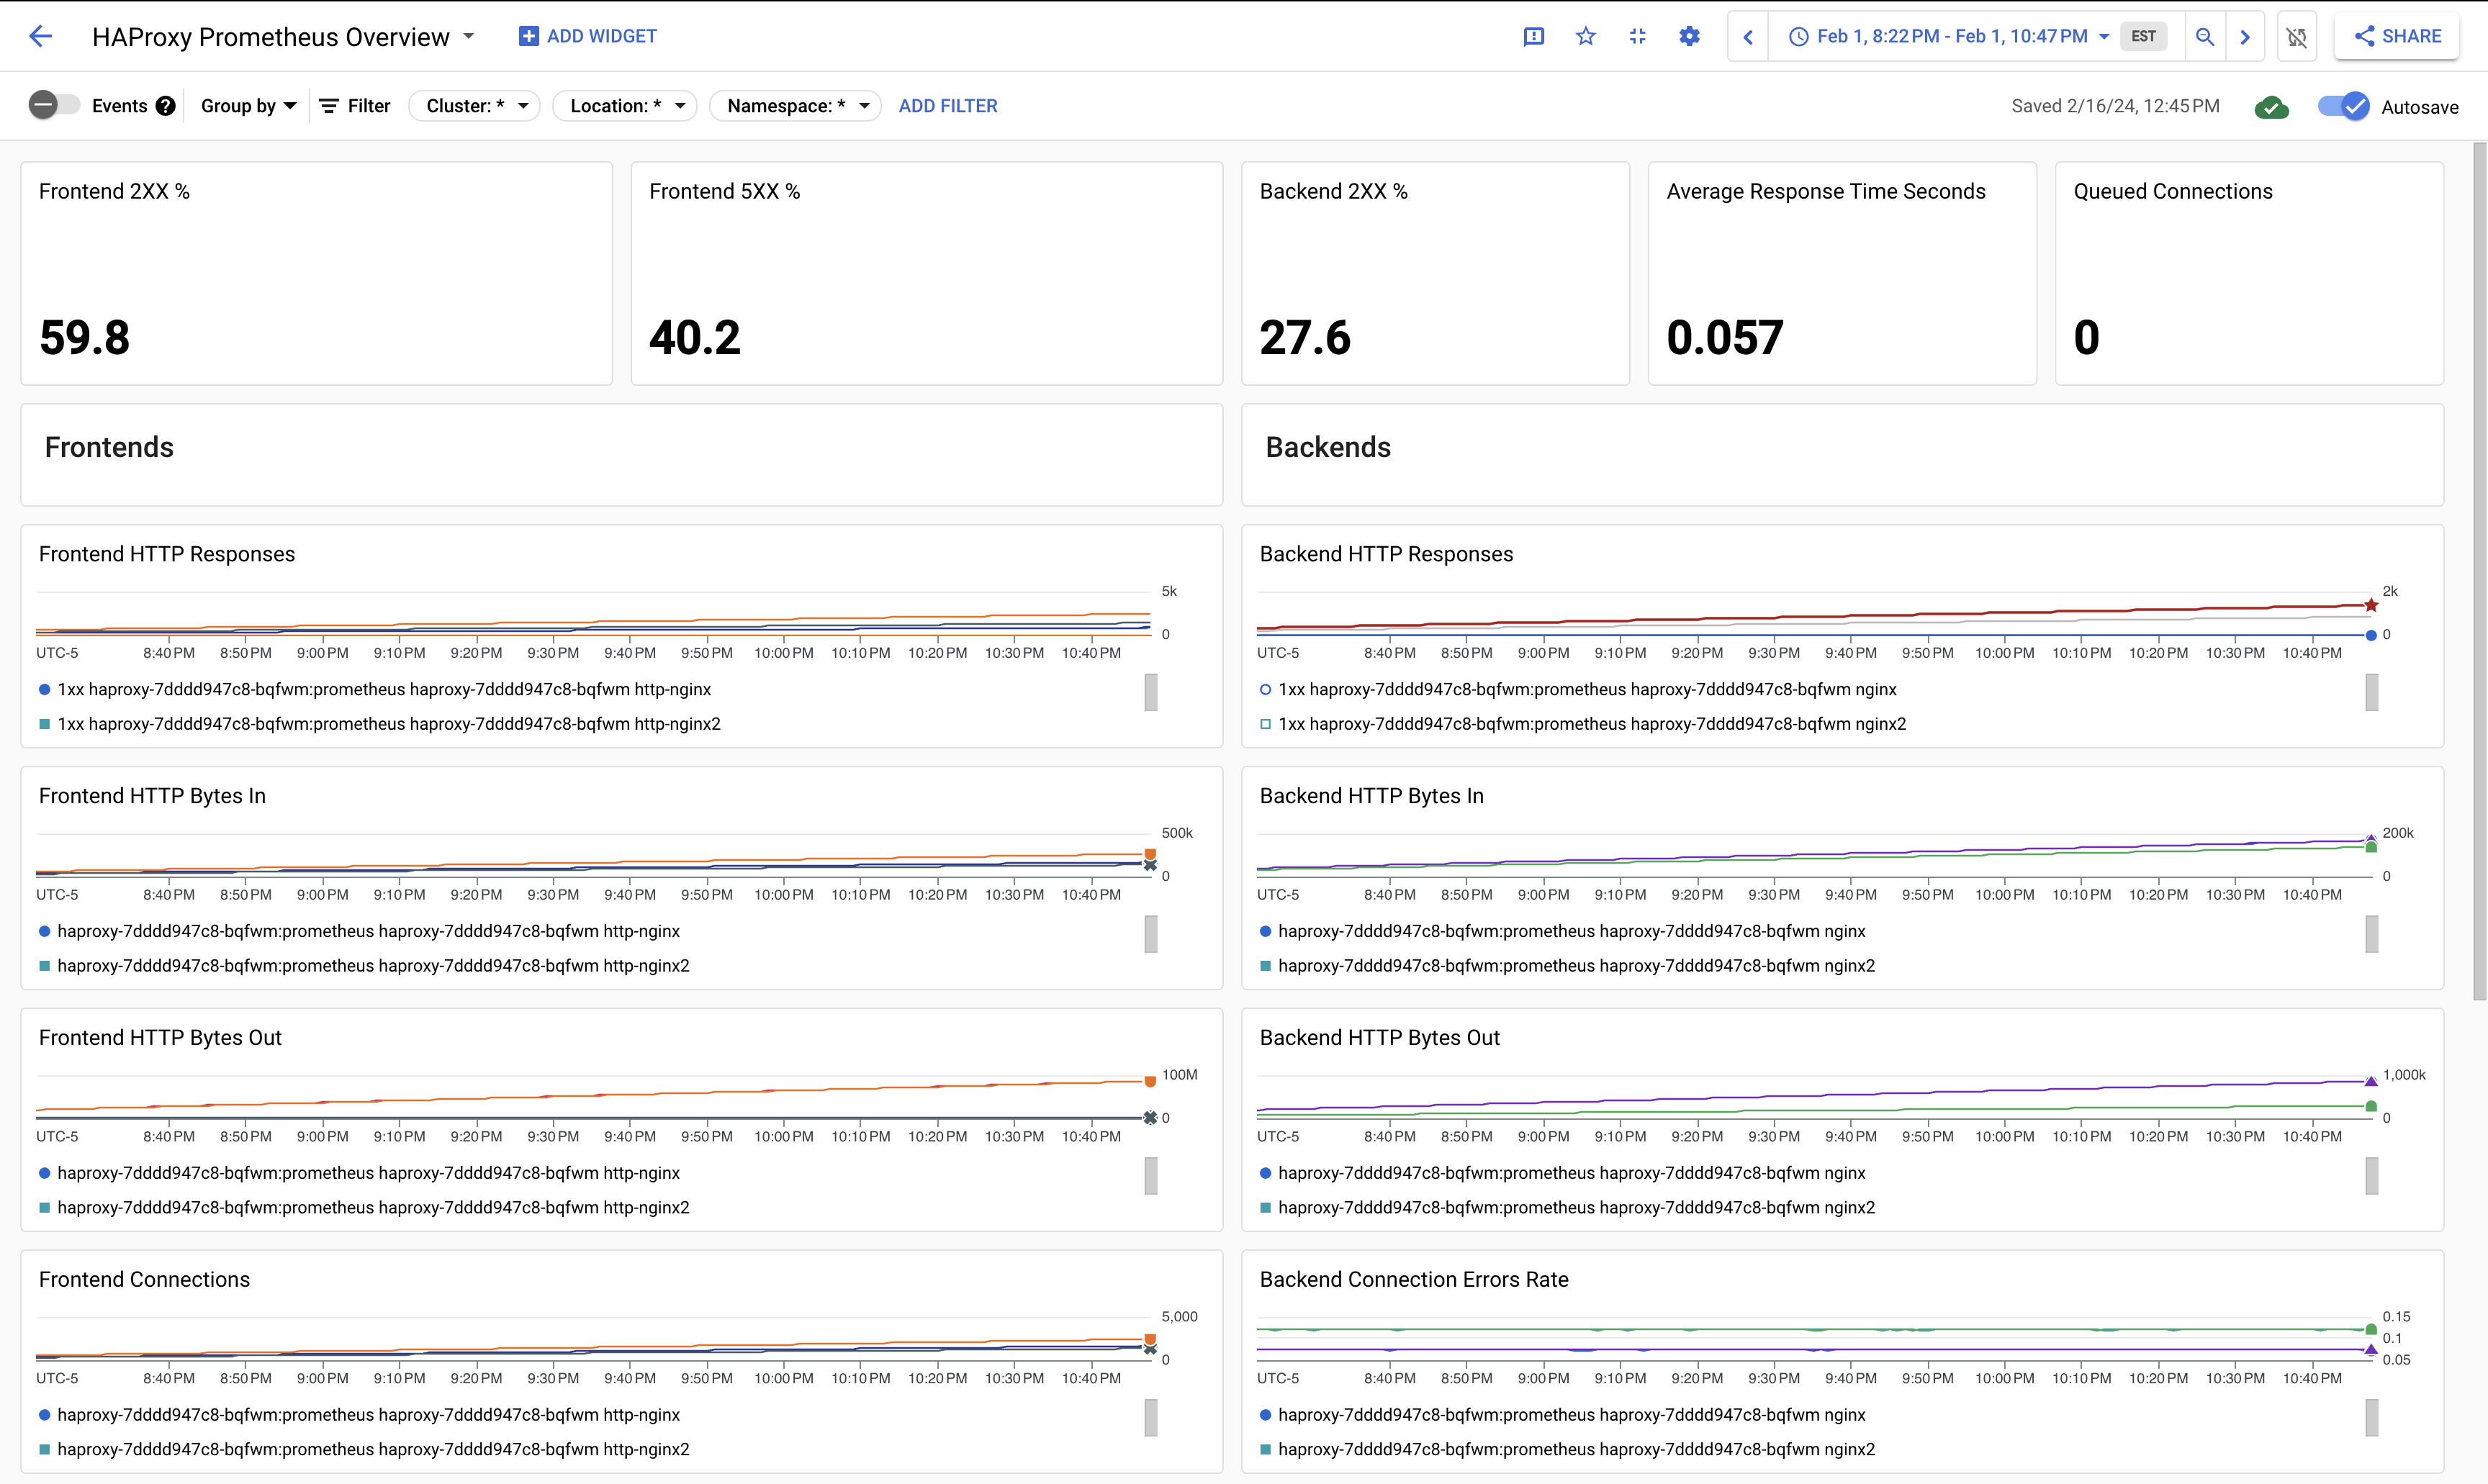 HAProxy Prometheus Overview
ADD WIDGET
Feb 1, 8:22 PM - Feb 1, 10:47 PM
EST
SHARE
Events
Group by
Filter
Cluster: *
Location: *
Namespace: *
ADD FILTER
Saved 2/16/24, 12:45 PM
Autosave
Frontend 2XX %
59.8
Frontend 5XX %
40.2
Backend 2XX %
27.6
Average Response Time Seconds
0.057
Queued Connections
0
Frontends
Backends
Frontend HTTP Responses
5k
0
UTC-5 8:40 PM 8:50 PM 9:00 PM 9:10 PM 9:20 PM 9:30 PM 9:40 PM 9:50 PM 10:00 PM 10:10 PM 10:20 PM 10:30 PM 10:40 PM
1xx haproxy-7dddd947c8-bqfwm:prometheus haproxy-7dddd947c8-bqfwm http-nginx
1xx haproxy-7dddd947c8-bqfwm:prometheus haproxy-7dddd947c8-bqfwm http-nginx2
Backend HTTP Responses
2k
0
UTC-5 8:40 PM 8:50 PM 9:00 PM 9:10 PM 9:20 PM 9:30 PM 9:40 PM 9:50 PM 10:00 PM 10:10 PM 10:20 PM 10:30 PM 10:40 PM
1xx haproxy-7dddd947c8-bqfwm:prometheus haproxy-7dddd947c8-bqfwm nginx
1xx haproxy-7dddd947c8-bqfwm:prometheus haproxy-7dddd947c8-bqfwm nginx2
Frontend HTTP Bytes In
500k
0
UTC-5 8:40 PM 8:50 PM 9:00 PM 9:10 PM 9:20 PM 9:30 PM 9:40 PM 9:50 PM 10:00 PM 10:10 PM 10:20 PM 10:30 PM 10:40 PM
haproxy-7dddd947c8-bqfwm:prometheus haproxy-7dddd947c8-bqfwm http-nginx
haproxy-7dddd947c8-bqfwm:prometheus haproxy-7dddd947c8-bqfwm http-nginx2
Backend HTTP Bytes In
200k
0
UTC-5 8:40 PM 8:50 PM 9:00 PM 9:10 PM 9:20 PM 9:30 PM 9:40 PM 9:50 PM 10:00 PM 10:10 PM 10:20 PM 10:30 PM 10:40 PM
haproxy-7dddd947c8-bqfwm:prometheus haproxy-7dddd947c8-bqfwm nginx
haproxy-7dddd947c8-bqfwm:prometheus haproxy-7dddd947c8-bqfwm nginx2
Frontend HTTP Bytes Out
100M
0
UTC-5 8:40 PM 8:50 PM 9:00 PM 9:10 PM 9:20 PM 9:30 PM 9:40 PM 9:50 PM 10:00 PM 10:10 PM 10:20 PM 10:30 PM 10:40 PM
haproxy-7dddd947c8-bqfwm:prometheus haproxy-7dddd947c8-bqfwm http-nginx
haproxy-7dddd947c8-bqfwm:prometheus haproxy-7dddd947c8-bqfwm http-nginx2
Backend HTTP Bytes Out
1,000k
0
UTC-5 8:40 PM 8:50 PM 9:00 PM 9:10 PM 9:20 PM 9:30 PM 9:40 PM 9:50 PM 10:00 PM 10:10 PM 10:20 PM 10:30 PM 10:40 PM
haproxy-7dddd947c8-bqfwm:prometheus haproxy-7dddd947c8-bqfwm nginx
haproxy-7dddd947c8-bqfwm:prometheus haproxy-7dddd947c8-bqfwm nginx2
Frontend Connections
5,000
0
UTC-5 8:40 PM 8:50 PM 9:00 PM 9:10 PM 9:20 PM 9:30 PM 9:40 PM 9:50 PM 10:00 PM 10:10 PM 10:20 PM 10:30 PM 10:40 PM
haproxy-7dddd947c8-bqfwm:prometheus haproxy-7dddd947c8-bqfwm http-nginx
haproxy-7dddd947c8-bqfwm:prometheus haproxy-7dddd947c8-bqfwm http-nginx2
Backend Connection Errors Rate
0.15
0.1
0.05
UTC-5 8:40 PM 8:50 PM 9:00 PM 9:10 PM 9:20 PM 9:30 PM 9:40 PM 9:50 PM 10:00 PM 10:10 PM 10:20 PM 10:30 PM 10:40 PM
haproxy-7dddd947c8-bqfwm:prometheus haproxy-7dddd947c8-bqfwm nginx
haproxy-7dddd947c8-bqfwm:prometheus haproxy-7dddd947c8-bqfwm nginx2